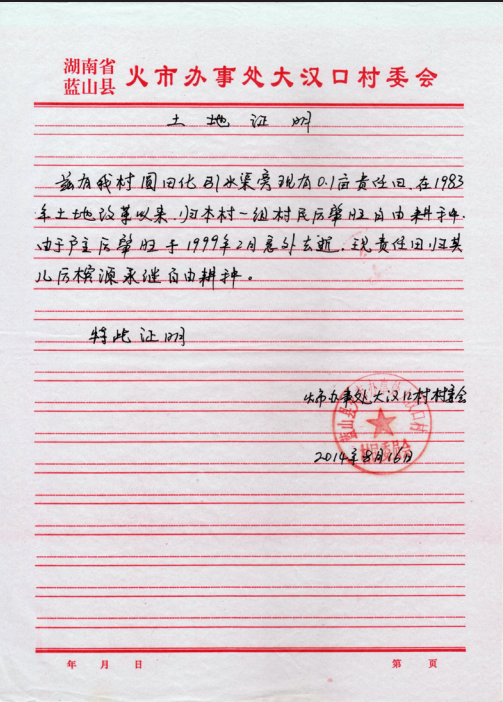 湖南省
蓝山县
火市办事处大汉口村委会
土地证明
兹有我村园田化引水渠旁现有0.1亩责任田.在1983
年土地改革以来,归本村一组村民厉肇旺自由耕种.
由于户主厉肇旺于1999年2月意外去逝.现责任田归其
儿厉槟源承继自由耕种。
特此证明
火市办事处大汉口村村委会
2014年8月16日
年 月 日
第 页